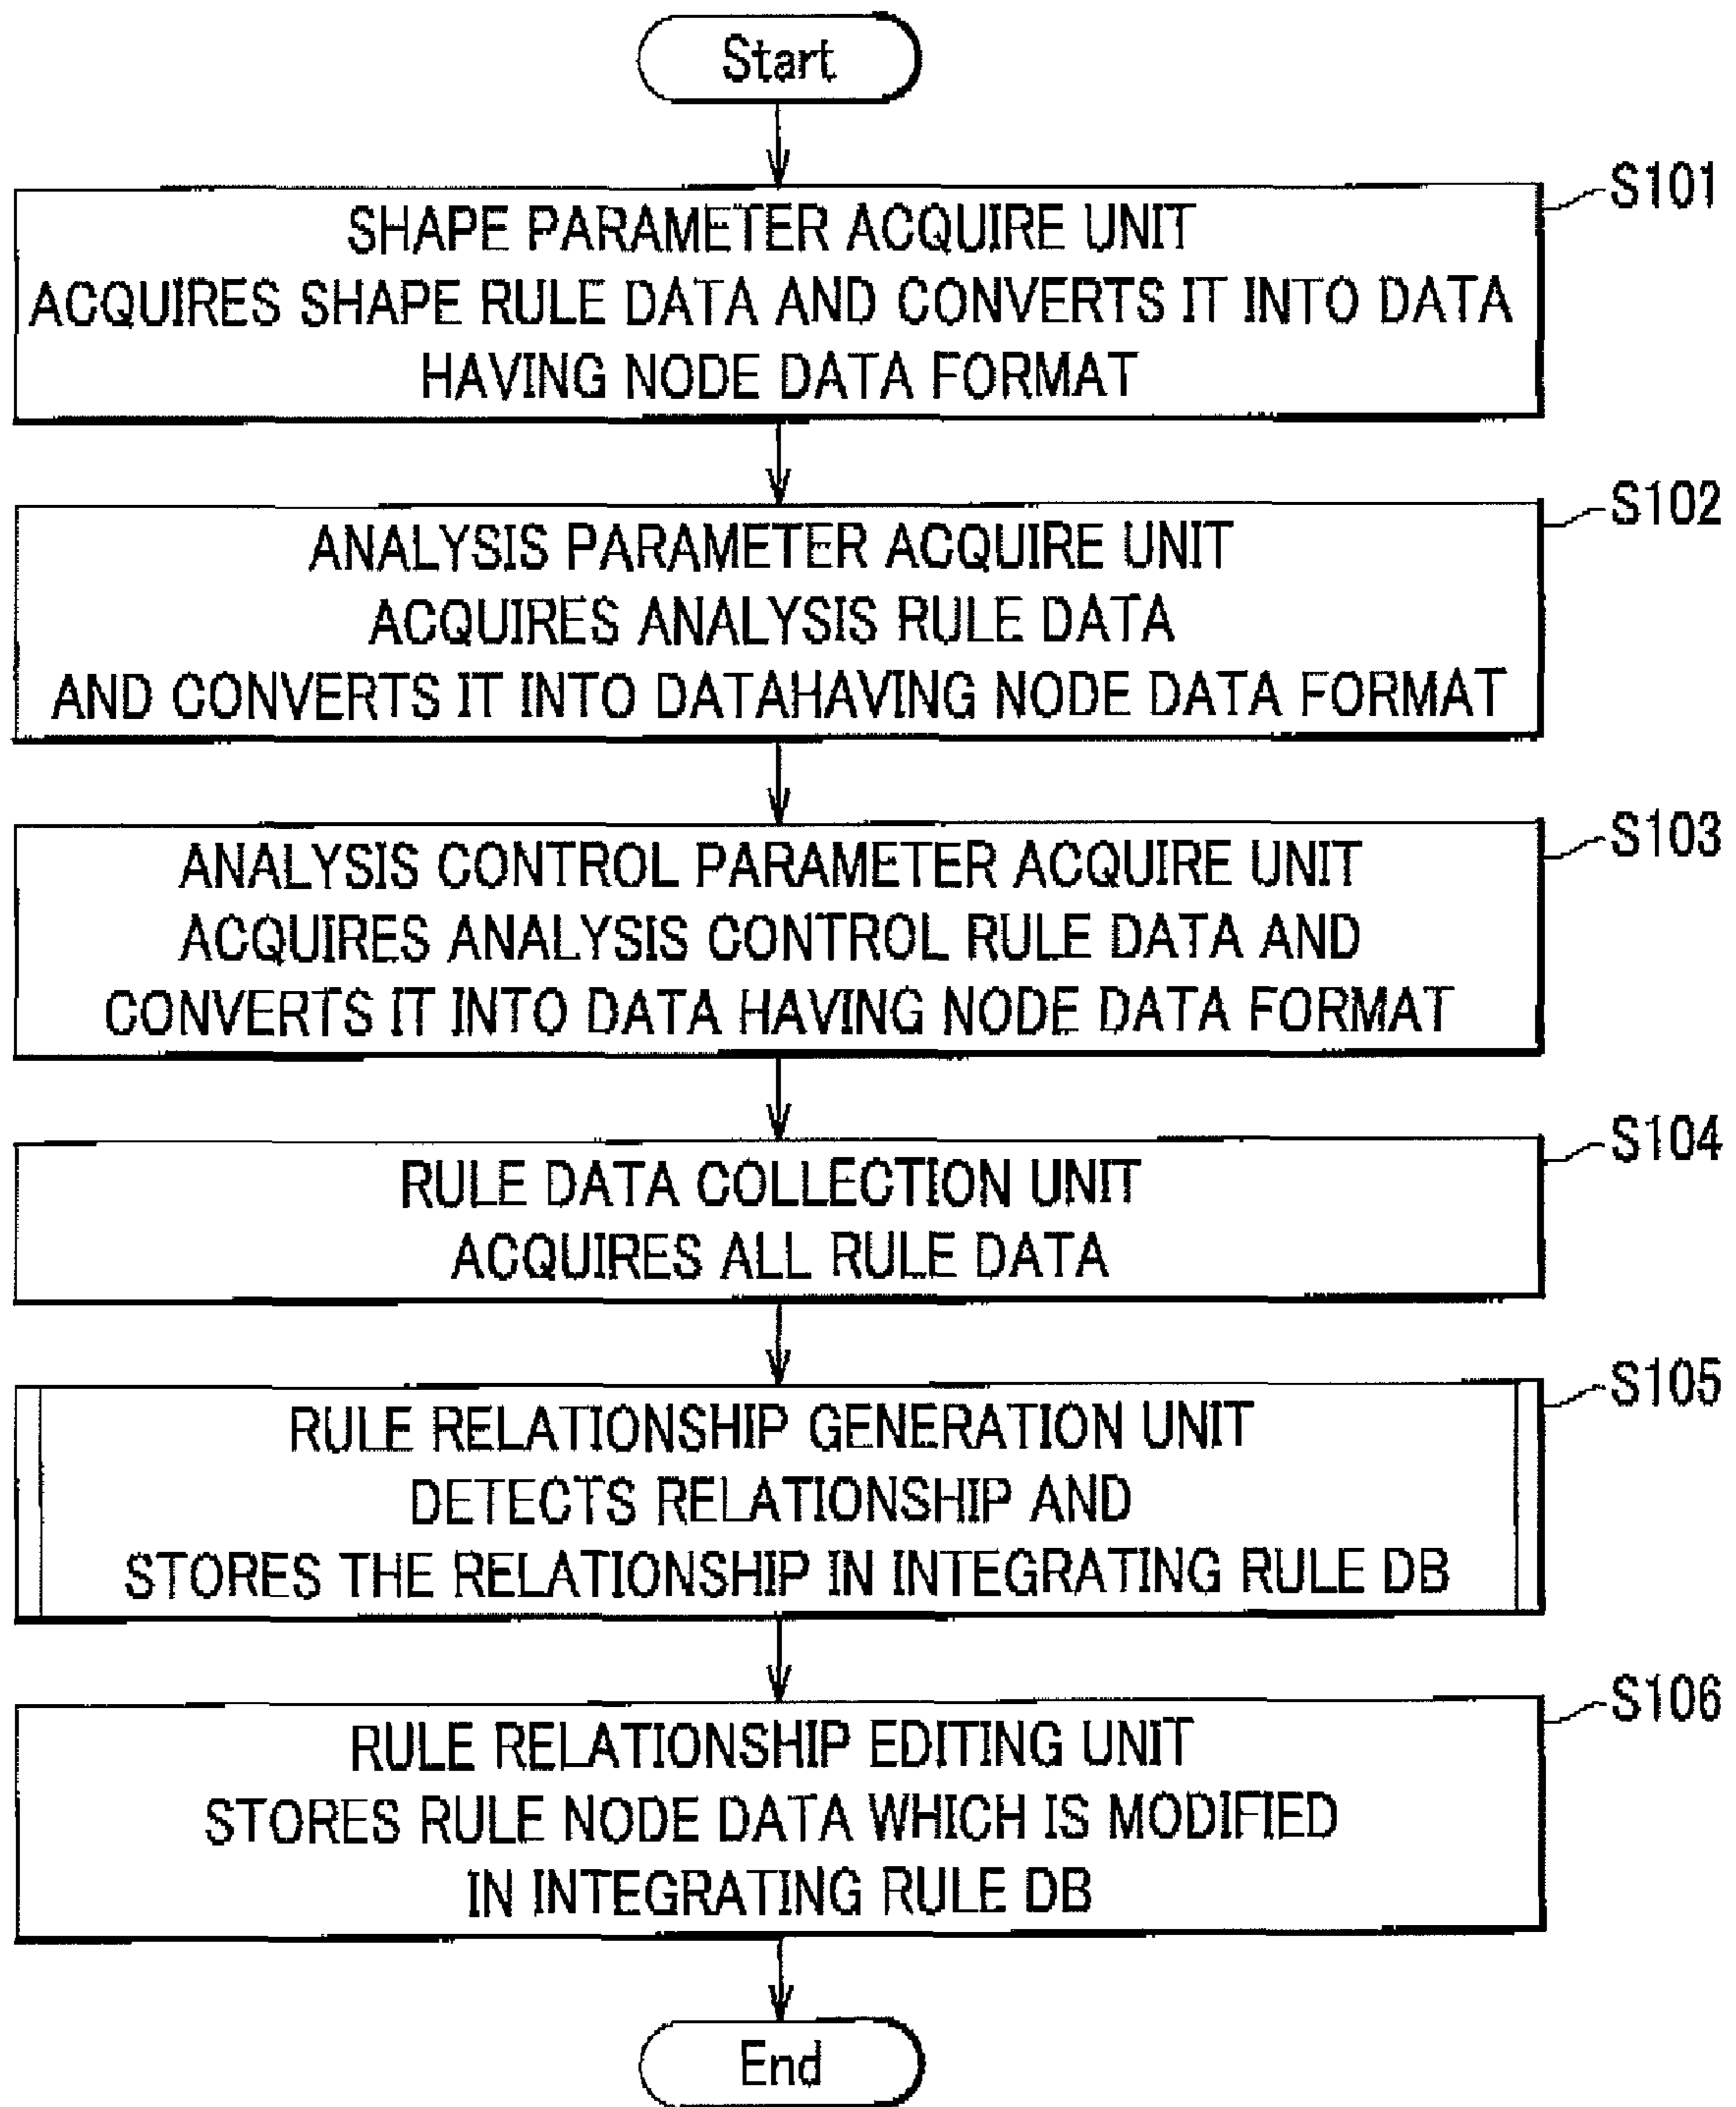 Start
S101
SHAPE PARAMETER ACQUIRE UNIT
ACQUIRES SHAPE RULE DATA AND CONVERTS IT INTO DATA
HAVING NODE DATA FORMAT
S102
ANALYSIS PARAMETER ACQUIRE UNIT
ACQUIRES ANALYSIS RULE DATA
AND CONVERTS IT INTO DATAHAVING NODE DATA FORMAT
S103
ANALYSIS CONTROL PARAMETER ACQUIRE UNIT
ACQUIRES ANALYSIS CONTROL RULE DATA AND
CONVERTS IT INTO DATA HAVING NODE DATA FORMAT
S104
RULE DATA COLLECTION UNIT
ACQUIRES ALL RULE DATA
S105
RULE RELATIONSHIP GENERATION UNIT
DETECTS RELATIONSHIP AND
STORES THE RELATIONSHIP IN INTEGRATING RULE DB
S106
RULE RELATIONSHIP EDITING UNIT
STORES RULE NODE DATA WHICH IS MODIFIED
IN INTEGRATING RULE DB
End